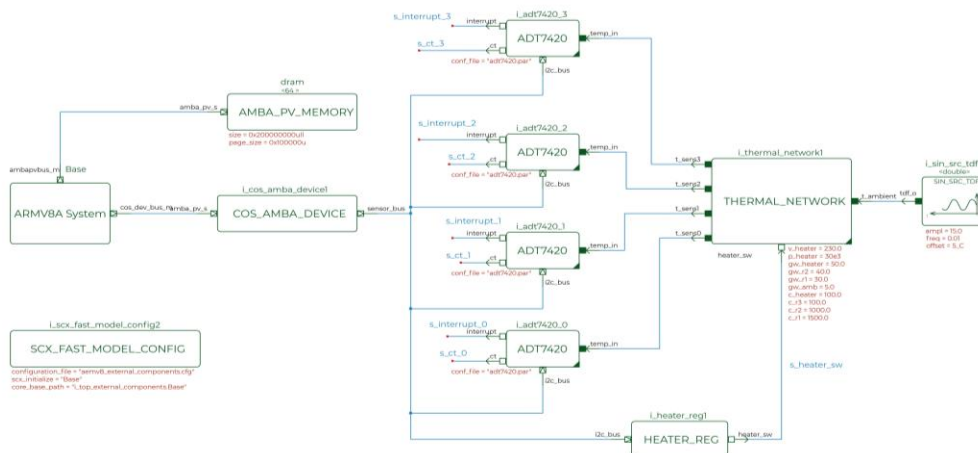 i_adt7420_3
s_interrupt_3
interrupt
ADT7420
temp_in
s_ct_3
ct
conf_file = "adt7420.par"
i2c_bus
dram
<64>
amba_pv_s
AMBA_PV_MEMORY
size = 0x200000000ull
page_size = 0x100000u
i_adt7420_2
s_interrupt_2
interrupt
ADT7420
temp_in
s_ct_2
ct
conf_file = "adt7420.par"
i2c_bus
ambapvbus_m
Base
ARMV8A System
cos_dev_bus_m
amba_pv_s
i_cos_amba_device1
COS_AMBA_DEVICE
sensor_bus
i_thermal_network1
t_sens3
t_sens2
t_sens1
t_sens0
THERMAL_NETWORK
t_ambient
heater_sw
v_heater = 230.0
p_heater = 30e3
gw_heater = 50.0
gw_r2 = 40.0
gw_r1 = 30.0
gw_amb = 5.0
c_heater = 100.0
c_r3 = 100.0
c_r2 = 1000.0
c_r1 = 1500.0
i_sin_src_tdf
<double>
SIN_SRC_TDF
tdf_o
ampl = 15.0
freq = 0.01
offset = 5_C
i_adt7420_1
s_interrupt_1
interrupt
ADT7420
temp_in
s_ct_1
ct
conf_file = "adt7420.par"
i2c_bus
i_scx_fast_model_config2
SCX_FAST_MODEL_CONFIG
configuration_file = "aemv8_external_components.cfg"
scx_initialize = "Base"
core_base_path = "i_top_external_components.Base"
i_adt7420_0
s_interrupt_0
interrupt
ADT7420
temp_in
s_ct_0
ct
conf_file = "adt7420.par"
i2c_bus
s_heater_sw
i_heater_reg1
i2c_bus
HEATER_REG
heater_sw